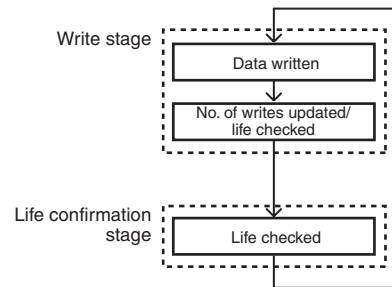 Write stage
Data written
No. of writes updated/
life checked
Life confirmation
stage
Life checked